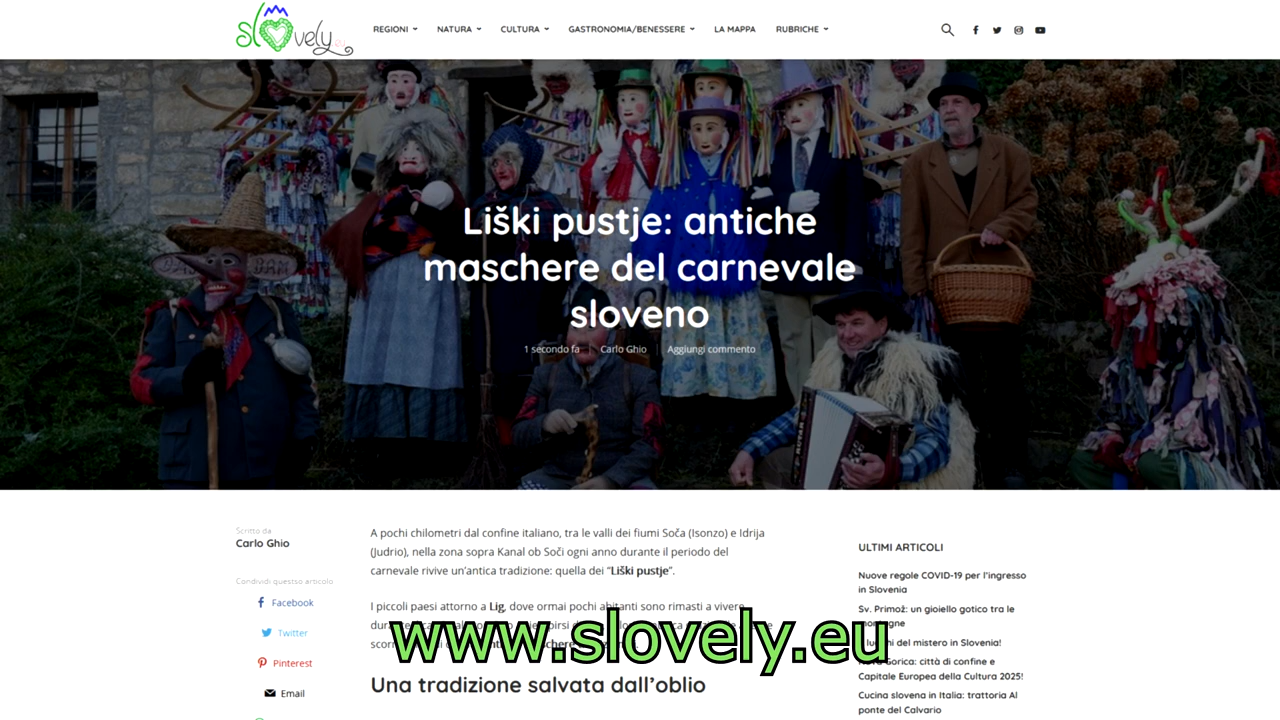 slovely.eu
REGIONI NATURA CULTURA GASTRONOMIA/BENESSERE LA MAPPA RUBRICHE
Liški pustje: antiche
maschere del carnevale
sloveno
1 secondo fa Carlo Ghio Aggiungi commento
Scritto da
Carlo Ghio
Condividi questso articolo
Facebook
Twitter
Pinterest
Email
A pochi chilometri dal confine italiano, tra le valli dei fiumi Soča (Isonzo) e Idrija
(Judrio), nella zona sopra Kanal ob Soči ogni anno durante il periodo del
carnevale rivive un'antica tradizione: quella dei “Liški pustje”.
I piccoli paesi attorno a Lig, dove ormai pochi abitanti sono rimasti a vivere
www.slovely.eu
Una tradizione salvata dall'oblio
ULTIMI ARTICOLI
Nuove regole COVID-19 per l'ingresso
in Slovenia
Sv. Primož: un gioiello gotico tra le
del mistero in Slovenia!
Gorica: città di confine e
Capitale Europea della Cultura 2025!
Cucina slovena in Italia: trattoria Al
ponte del Calvario